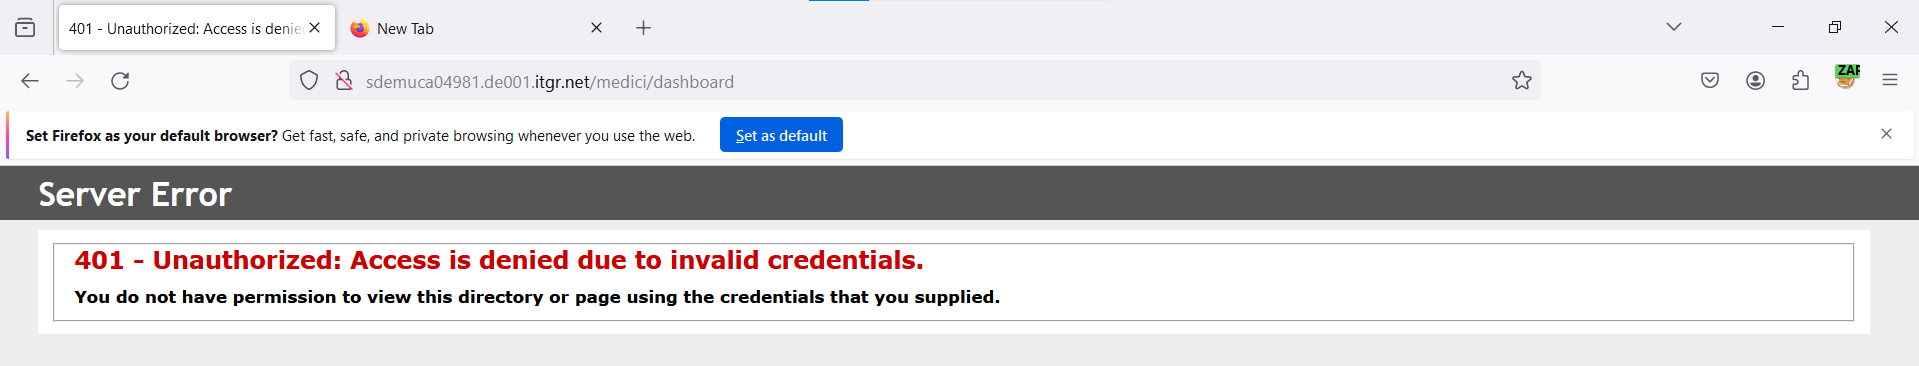 401 - Unauthorized: Access is denied
New Tab
sdemuca04981.de001.itgr.net/medici/dashboard
ZAP
Set Firefox as your default browser? Get fast, safe, and private browsing whenever you use the web.
Set as default
Server Error
401 - Unauthorized: Access is denied due to invalid credentials.
You do not have permission to view this directory or page using the credentials that you supplied.